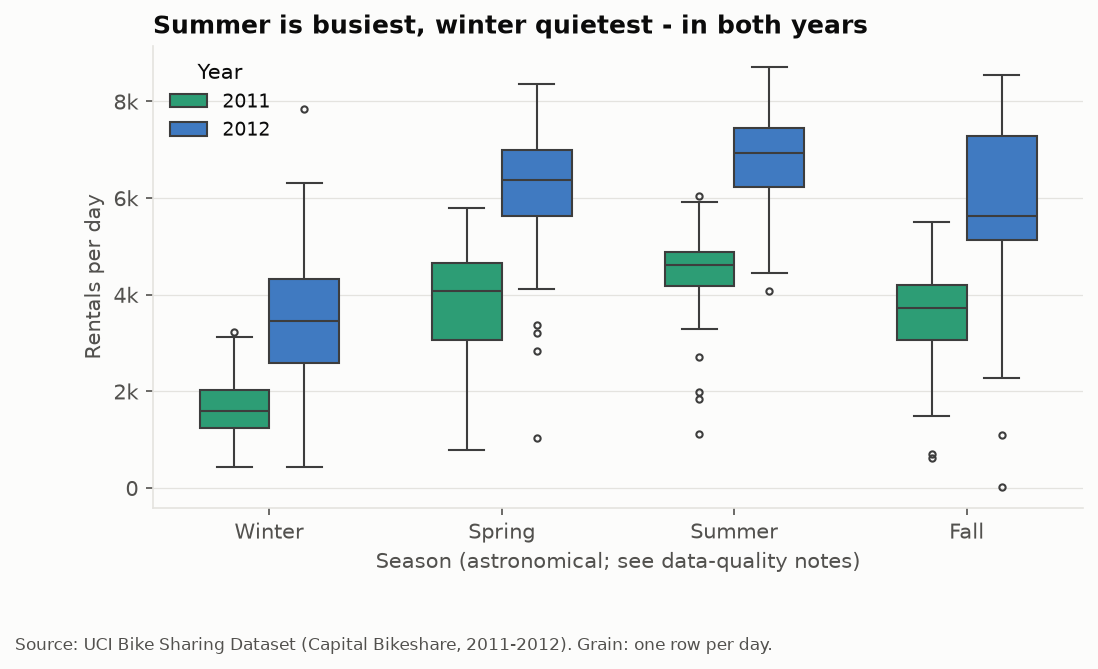 Summer is busiest, winter quietest - in both years
Year
2011
2012
Rentals per day
8k
6k
4k
2k
0
Winter Spring Summer Fall
Season (astronomical; see data-quality notes)
Source: UCI Bike Sharing Dataset (Capital Bikeshare, 2011-2012). Grain: one row per day.